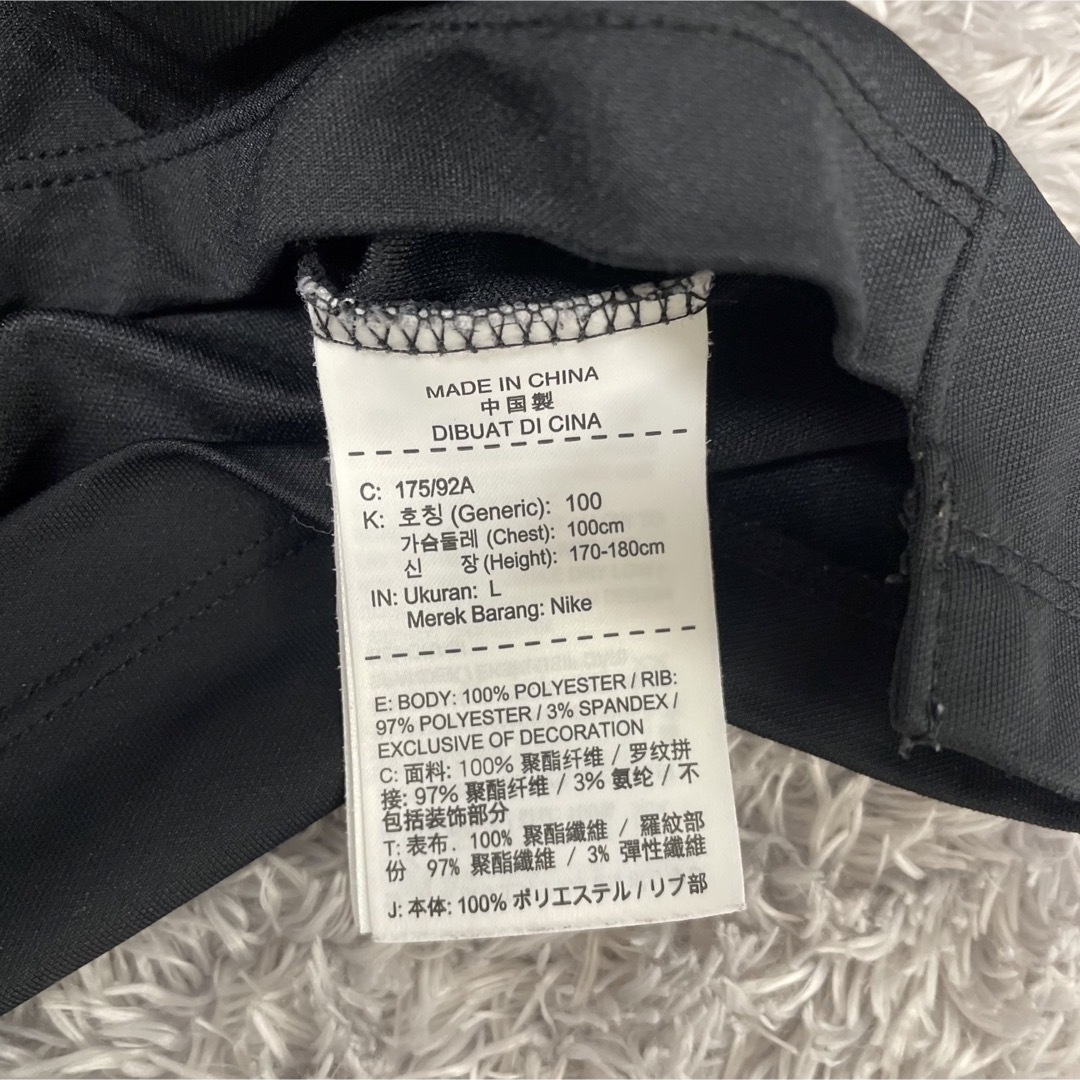 MADE IN CHINA
中国製
DIBUAT DI CINA
C: 175/92A
K: 호칭 (Generic): 100
가슴둘레 (Chest): 100cm
신 장 (Height): 170-180cm
IN: Ukuran: L
Merek Barang: Nike
E: BODY: 100% POLYESTER / RIB:
97% POLYESTER / 3% SPANDEX /
EXCLUSIVE OF DECORATION
C: 面料: 100% 聚酯纤维 / 罗纹拼
接: 97% 聚酯纤维 / 3% 氨纶 / 不
包括装饰部分
T: 表布. 100% 聚酯纖維 / 羅紋部
份 97% 聚酯纖維 / 3% 彈性纖維
J: 本体: 100% ポリエステル / リブ部